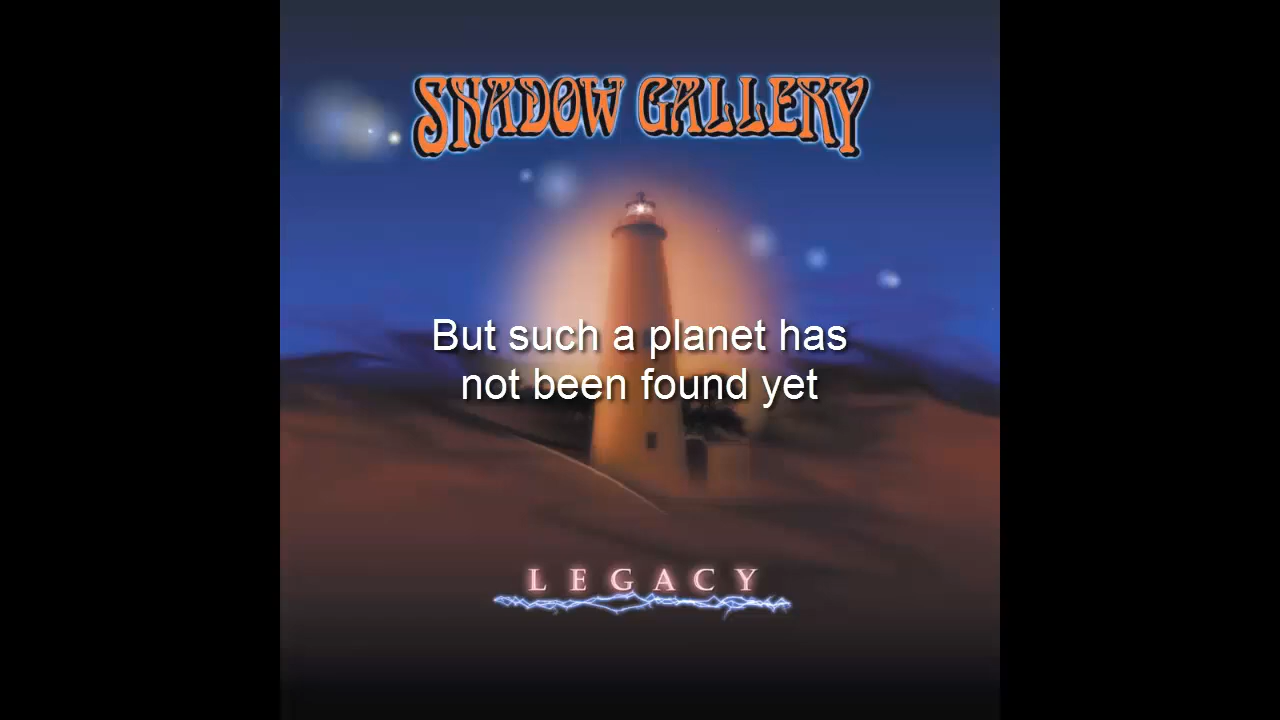 SHADOW GALLERY
But such a planet has
not been found yet
LEGACY